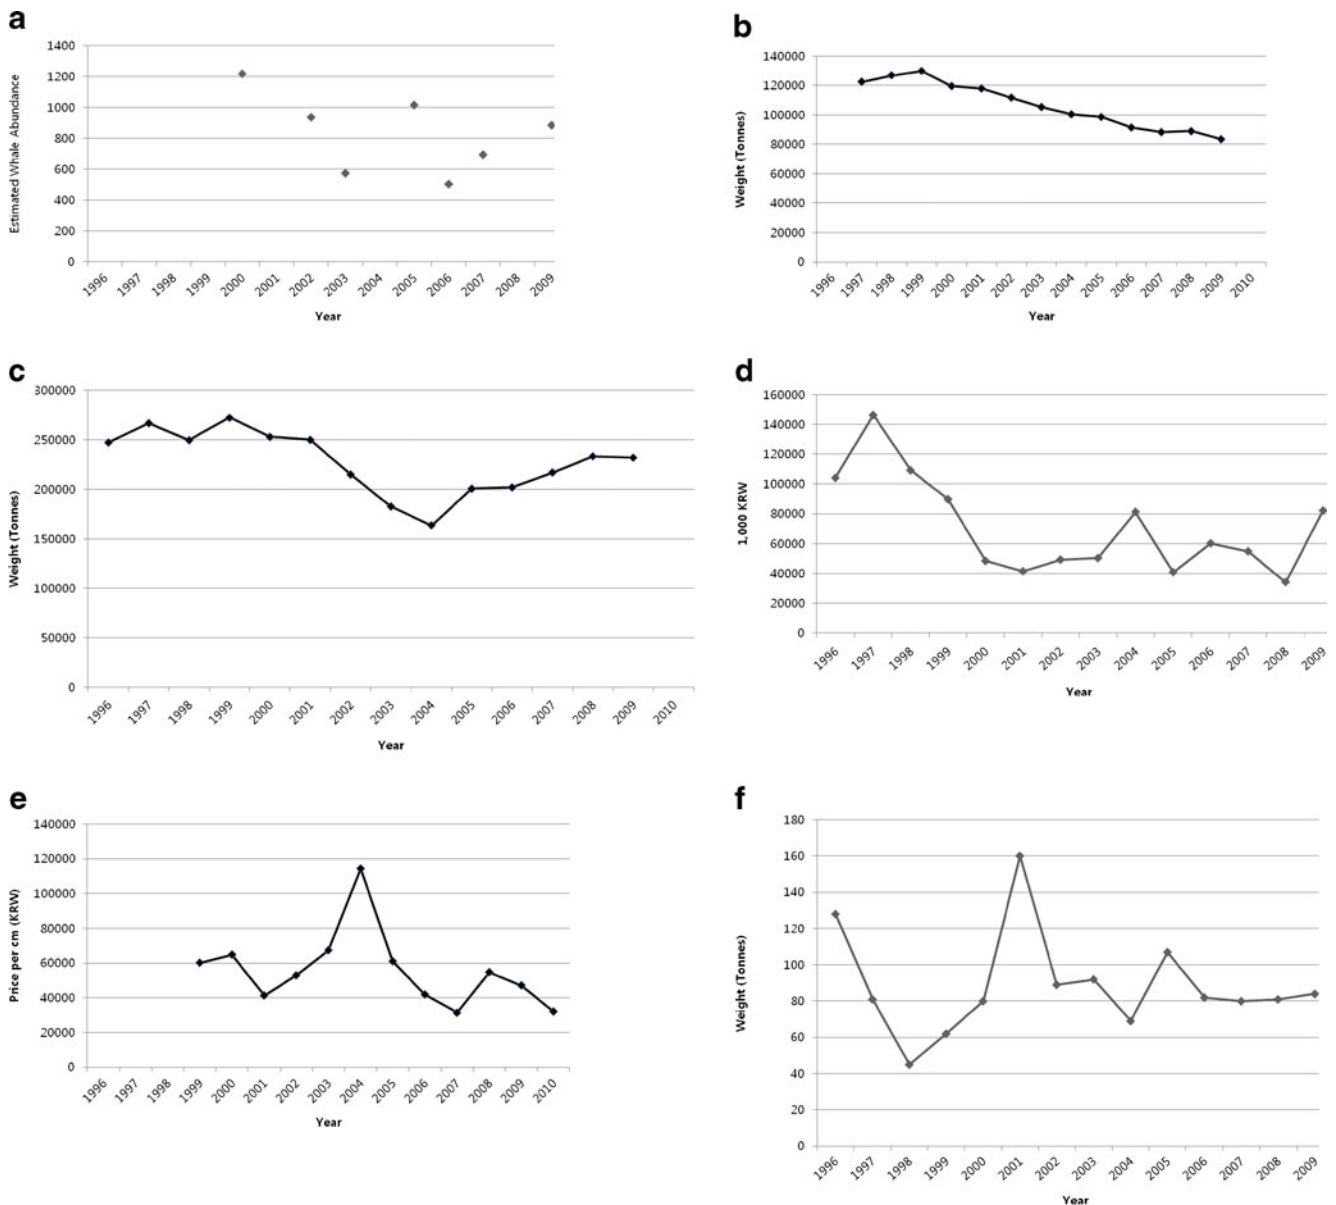 a
1400
1200
1000
800
600
400
200
0
Estimated Whale Abundance
1996 1997 1998 1999 2000 2001 2002 2003 2004 2005 2006 2007 2008 2009
Year
b
140000
120000
100000
80000
60000
40000
20000
0
Weight (Tonnes)
1996 1997 1998 1999 2000 2001 2002 2003 2004 2005 2006 2007 2008 2009 2010
Year
c
300000
250000
200000
150000
100000
50000
0
Weight (Tonnes)
1996 1997 1998 1999 2000 2001 2002 2003 2004 2005 2006 2007 2008 2009 2010
Year
d
160000
140000
120000
100000
80000
60000
40000
20000
0
1,000 KRW
1996 1997 1998 1999 2000 2001 2002 2003 2004 2005 2006 2007 2008 2009
Year
e
140000
120000
100000
80000
60000
40000
20000
0
Price per cm (KRW)
1996 1997 1998 1999 2000 2001 2002 2003 2004 2005 2006 2007 2008 2009 2010
Year
f
180
160
140
120
100
80
60
40
20
0
Weight (Tonnes)
1996 1997 1998 1999 2000 2001 2002 2003 2004 2005 2006 2007 2008 2009
Year